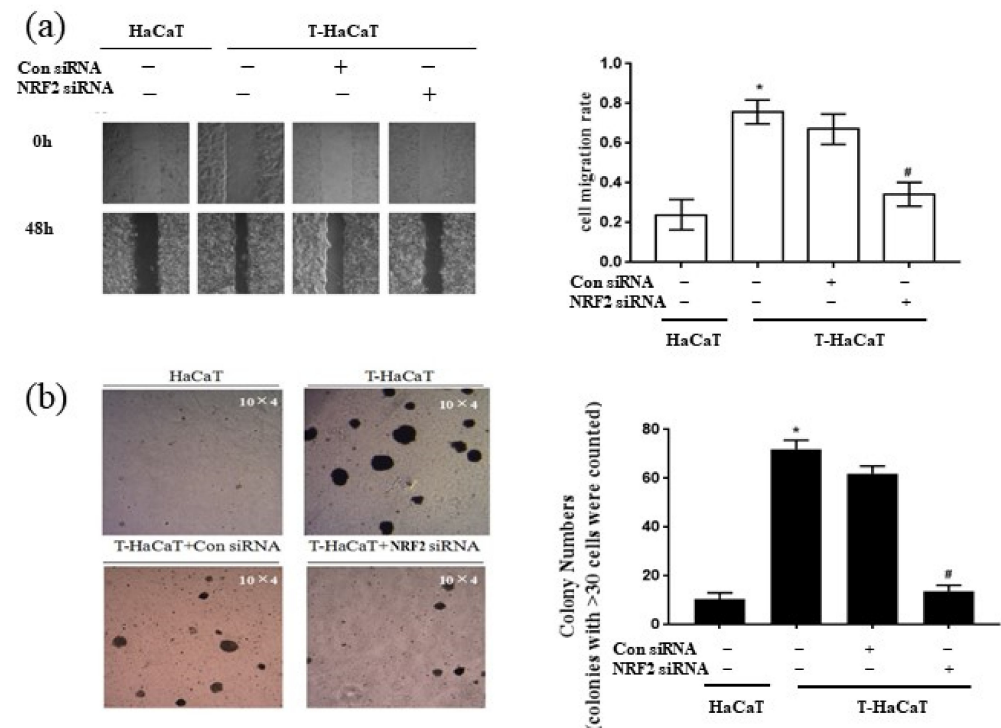 (a)
HaCaT T-HaCaT
Con siRNA − − + −
NRF2 siRNA − − − +
0h
48h
cell migration rate
1.0
0.8
0.6
0.4
0.2
0.0
*
#
Con siRNA − − + −
NRF2 siRNA − − − +
HaCaT T-HaCaT
(b)
HaCaT T-HaCaT
10×4 10×4
T-HaCaT+Con siRNA T-HaCaT+NRF2 siRNA
10×4 10×4
Colony Numbers
(colonies with >30 cells were counted)
80
60
40
20
0
*
#
Con siRNA − − + −
NRF2 siRNA − − − +
HaCaT T-HaCaT